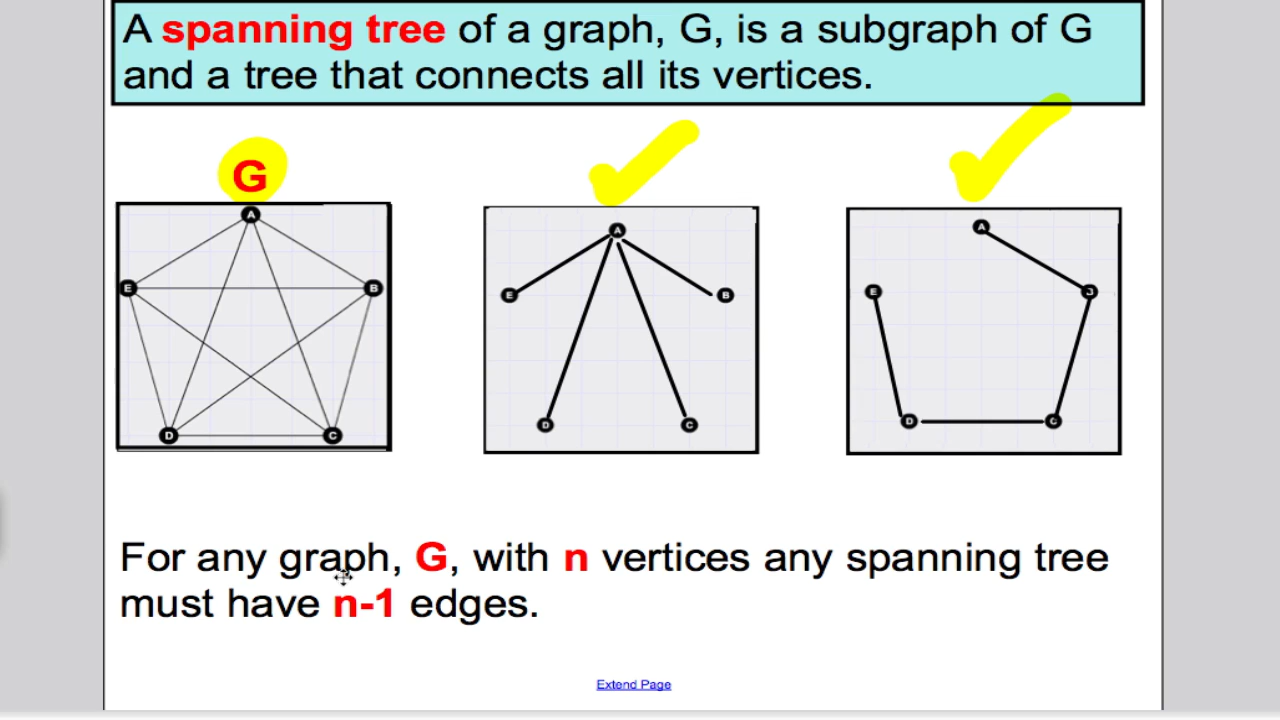 A spanning tree of a graph, G, is a subgraph of G
and a tree that connects all its vertices.
G
A
E
B
D
C
A
E
B
D
C
A
E
D
For any graph, G, with n vertices any spanning tree
must have n-1 edges.
Extend Page